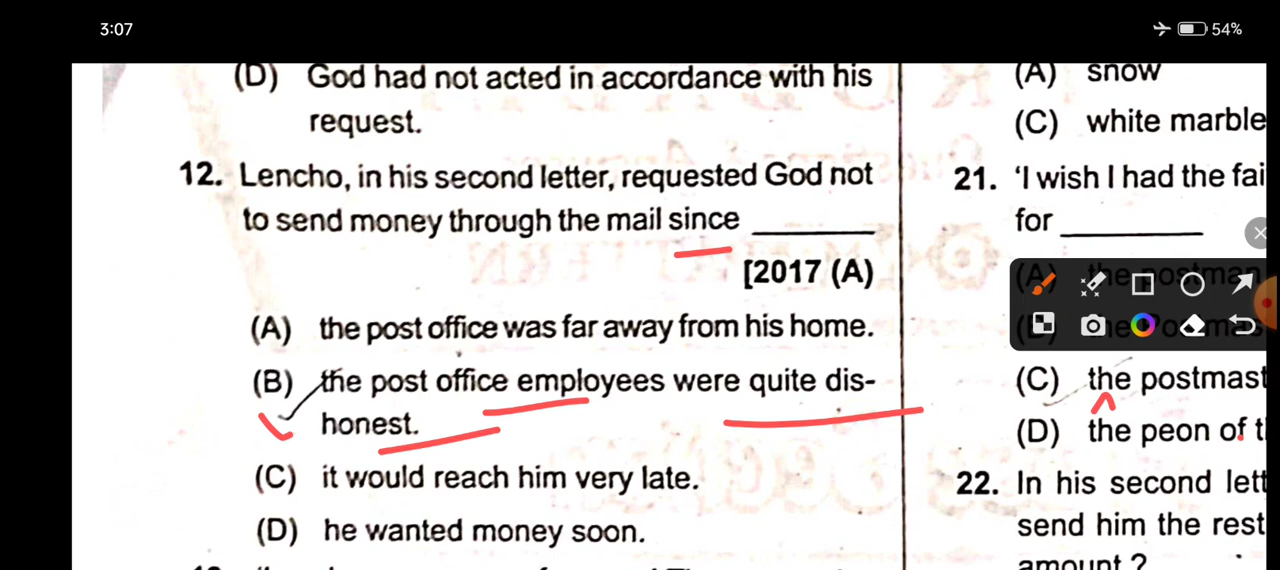 3:07
54%
(D) God had not acted in accordance with his
request.
12. Lencho, in his second letter, requested God not
to send money through the mail since ________
[2017 (A)
(A) the post office was far away from his home.
(B) the post office employees were quite dis-
honest.
(C) it would reach him very late.
(D) he wanted money soon.
(A) snow
(C) white marble
21. 'I wish I had the fai
for ________
(A) the postman
(C) the postmast
(D) the peon of t
22. In his second lett
send him the rest
amount ?